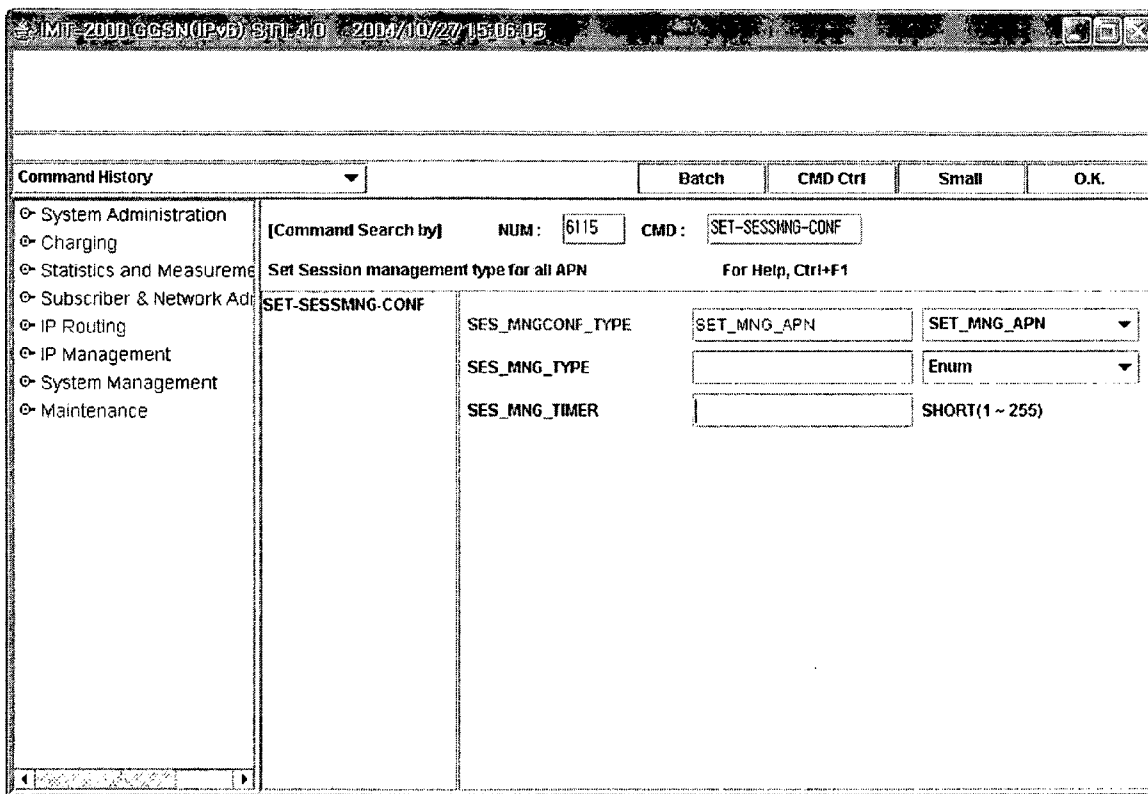 IMT-2000 GGSN(IPv6) STI: 4.0 2004/10/27 15:06:05
Command History
Batch
CMD Ctrl
Small
O.K.
System Administration
Charging
Statistics and Measureme
Subscriber & Network Adr
IP Routing
IP Management
System Management
Maintenance
[Command Search by] NUM : 6115 CMD : SET-SESSMNG-CONF
Set Session management type for all APN For Help, Ctrl+F1
SET-SESSMNG-CONF
SES_MNGCONF_TYPE SET_MNG_APN SET_MNG_APN
SES_MNG_TYPE Enum
SES_MNG_TIMER SHORT(1 ~ 255)